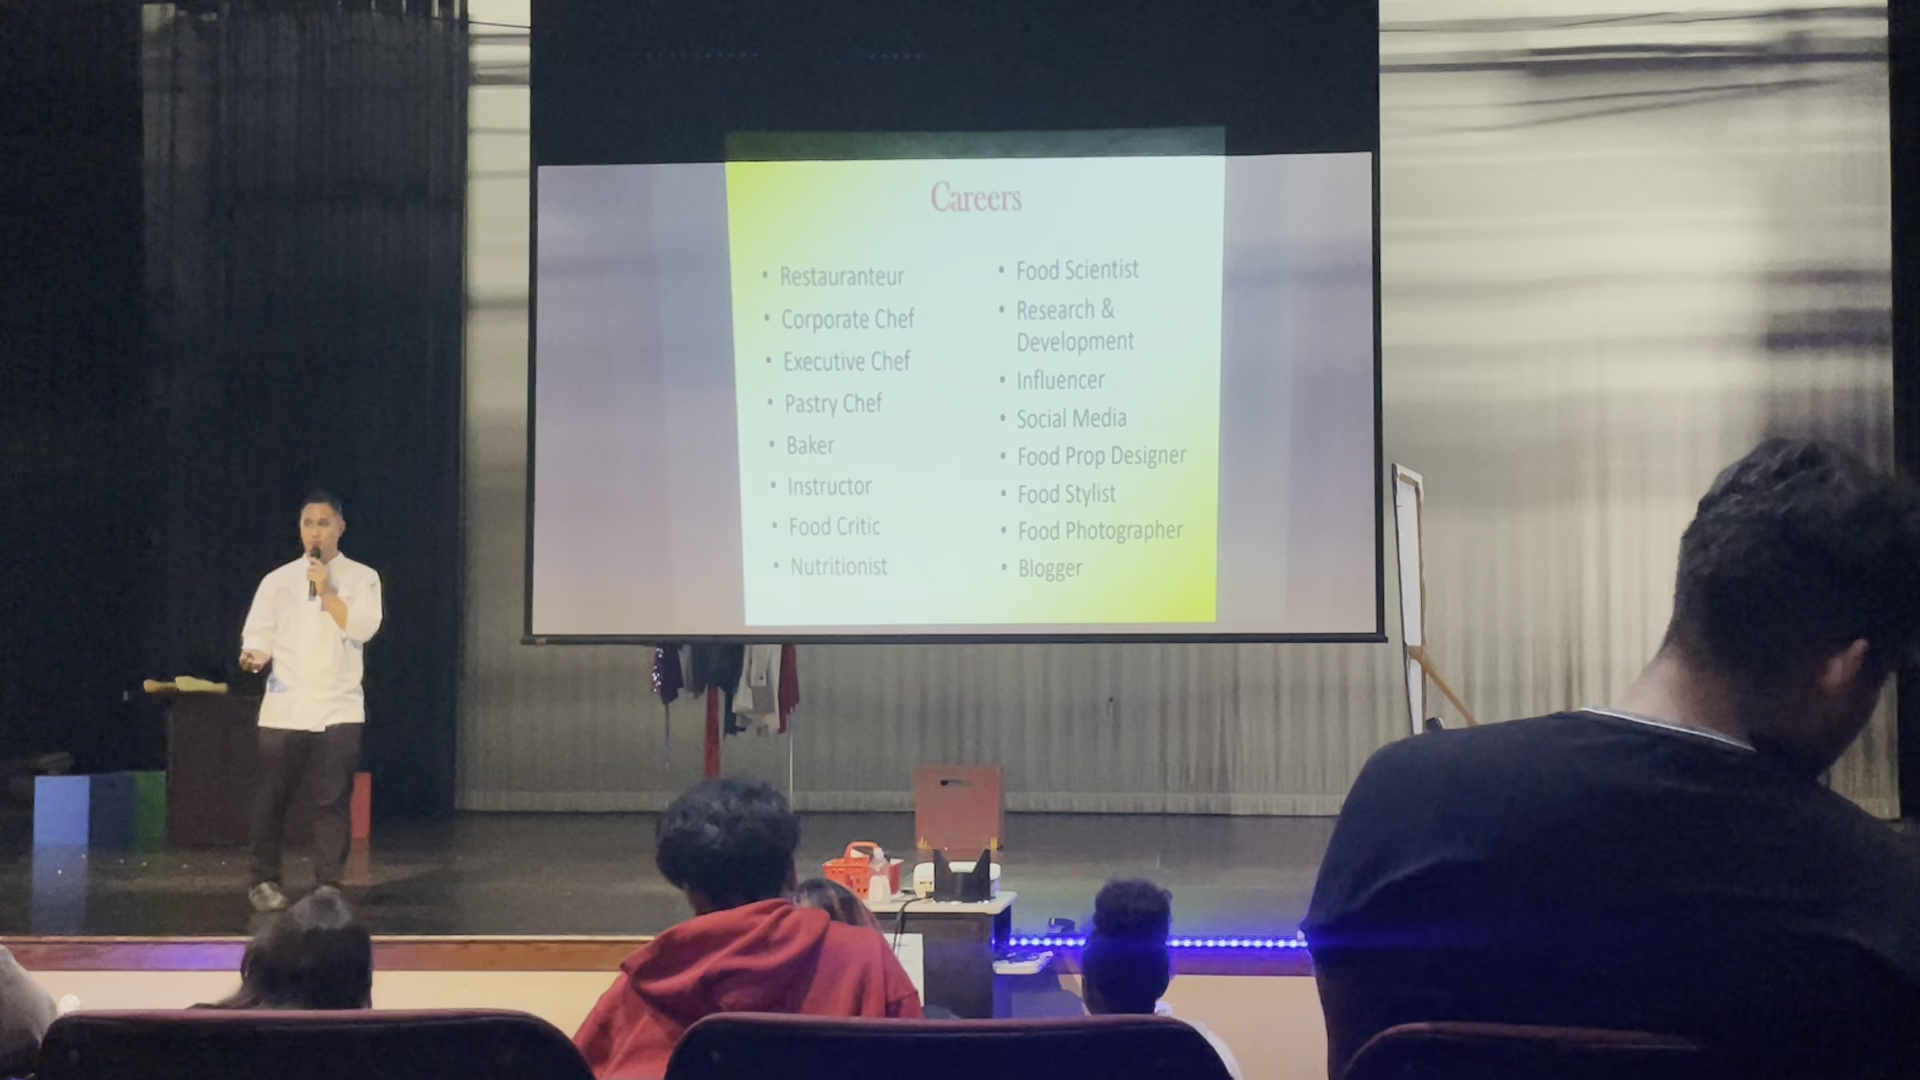 Careers
• Restauranteur
• Corporate Chef
• Executive Chef
• Pastry Chef
• Baker
• Instructor
• Food Critic
• Nutritionist
• Food Scientist
• Research &
Development
• Influencer
• Social Media
• Food Prop Designer
• Food Stylist
• Food Photographer
• Blogger